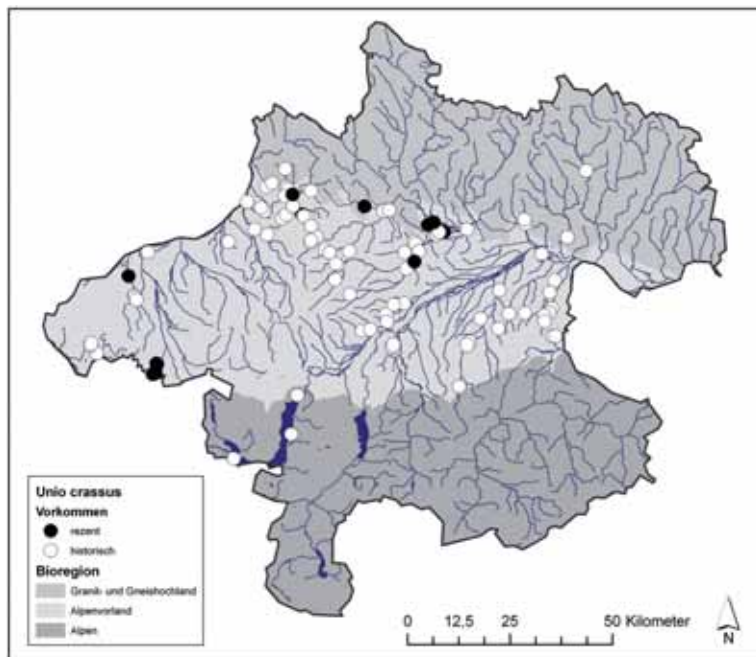 Unio crassus
Vorkommen
rezent
historisch
Bioregion
Granit- und Gneishochland
Alpenvorland
Alpen
0 12,5 25 50 Kilometer
N